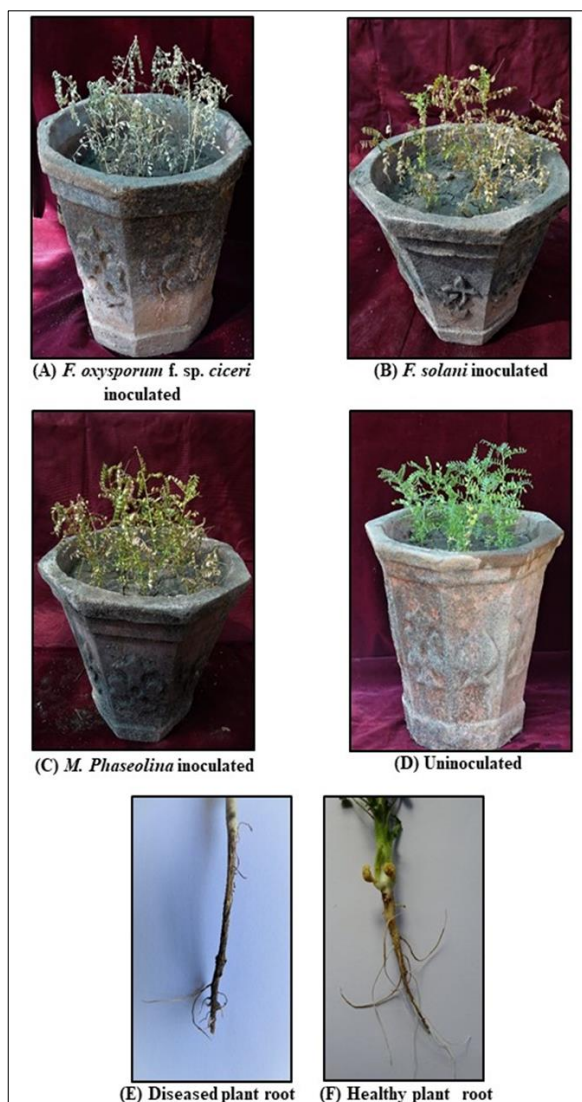 (A) F. oxysporum f. sp. ciceri
inoculated
(B) F. solani inoculated
(C) M. Phaseolina inoculated
(D) Uninoculated
(E) Diseased plant root
(F) Healthy plant root